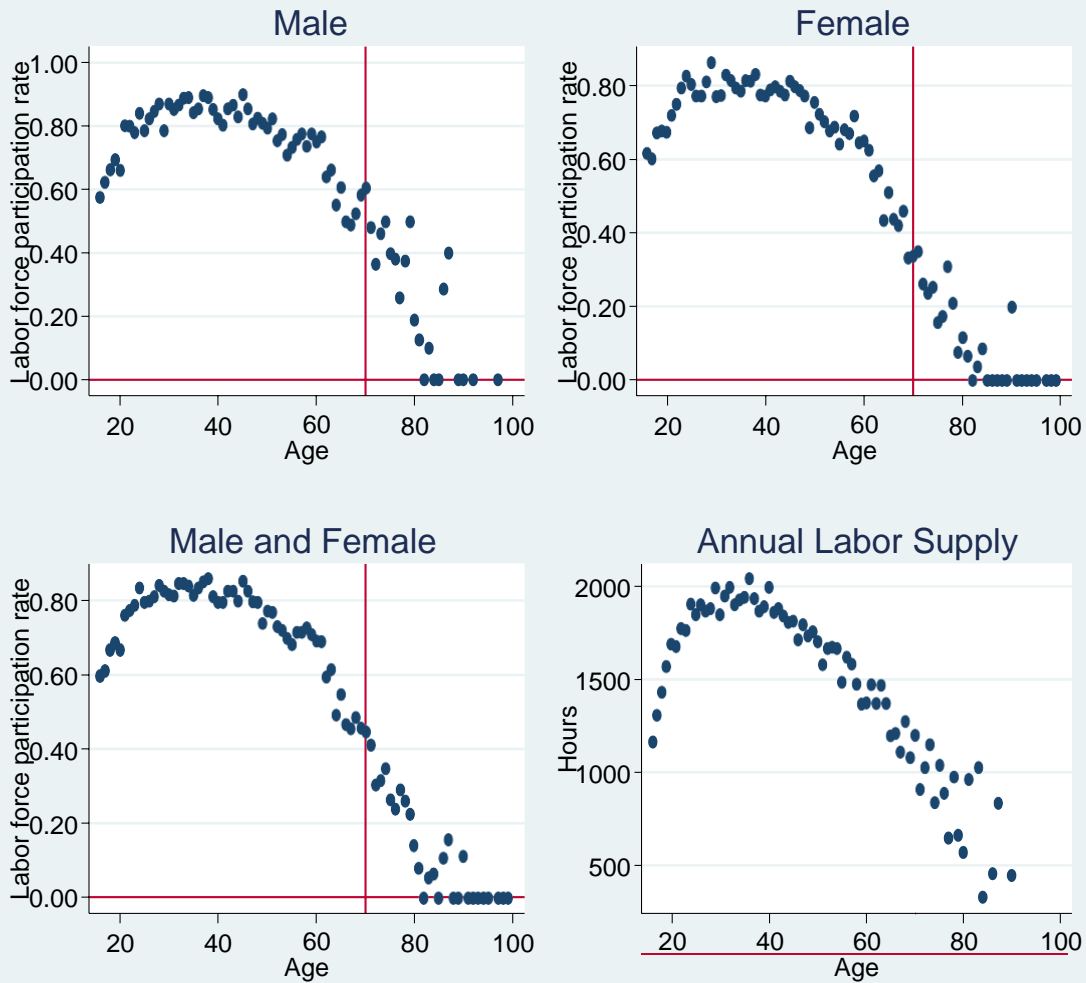 Male
Labor force participation rate
1.00
0.80
0.60
0.40
0.20
0.00
20 40 60 80 100
Age
Female
Labor force participation rate
0.80
0.60
0.40
0.20
0.00
20 40 60 80 100
Age
Male and Female
Labor force participation rate
0.80
0.60
0.40
0.20
0.00
20 40 60 80 100
Age
Annual Labor Supply
Hours
2000
1500
1000
500
20 40 60 80 100
Age